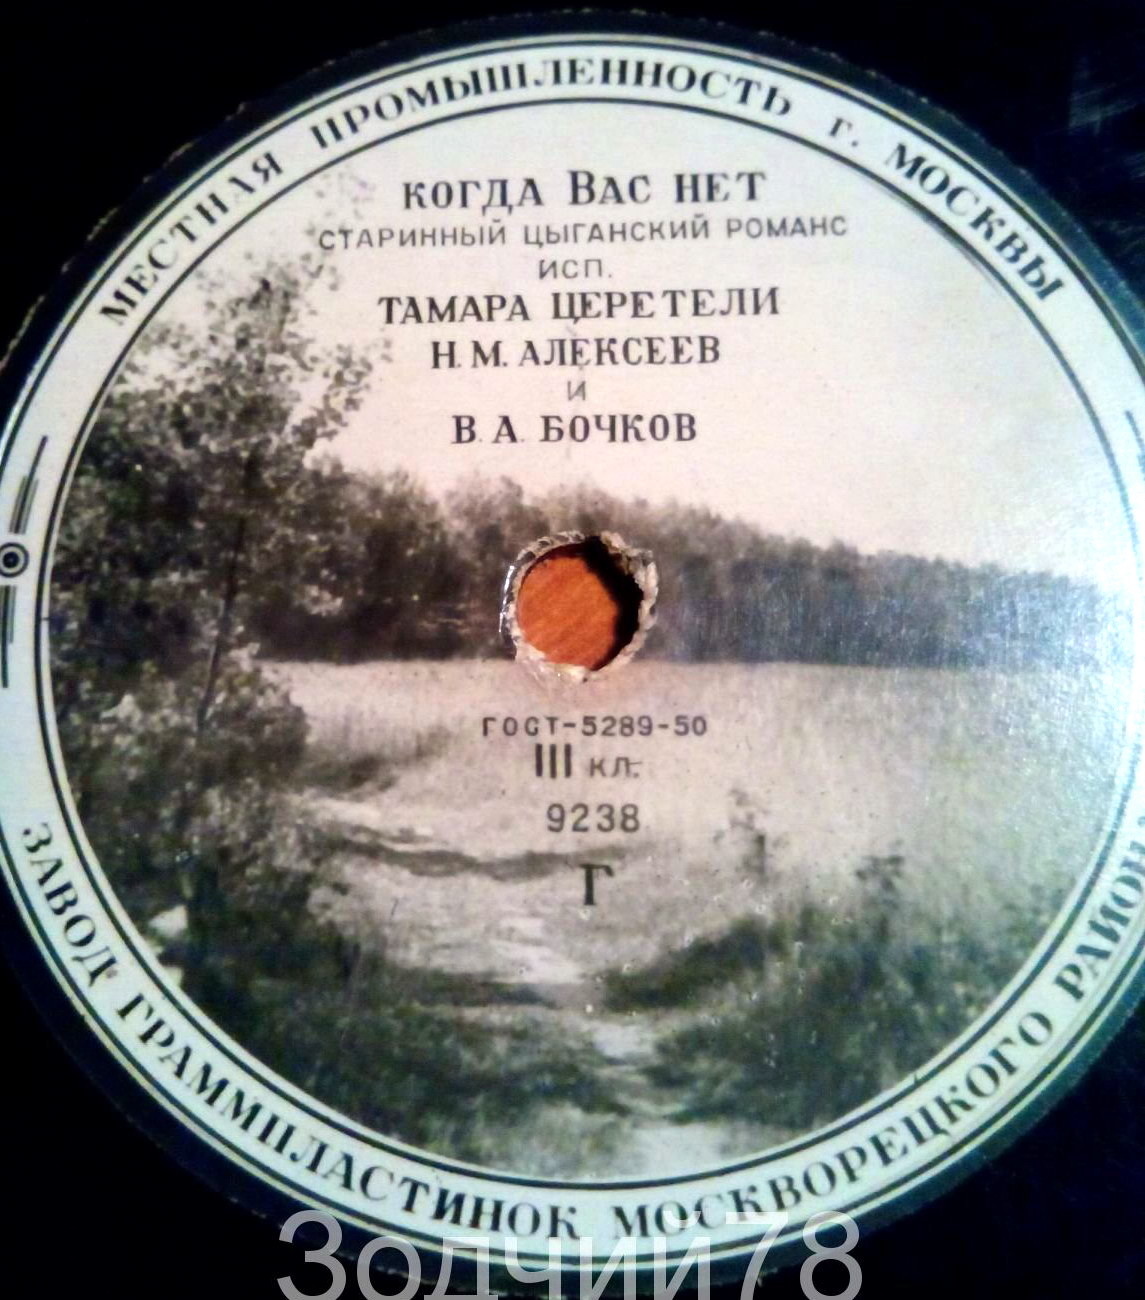 МЕСТНАЯ ПРОМЫШЛЕННОСТЬ г. МОСКВЫ
КОГДА ВАС НЕТ
СТАРИННЫЙ ЦЫГАНСКИЙ РОМАНС
ИСП.
ТАМАРА ЦЕРЕТЕЛИ
Н. М. АЛЕКСЕЕВ
И
В. А. БОЧКОВ
ГОСТ-5289-50
III КЛ.
9238
Г
ЗАВОД ГРАММПЛАСТИНОК МОСКВОРЕЦКОГО
Зодчий78